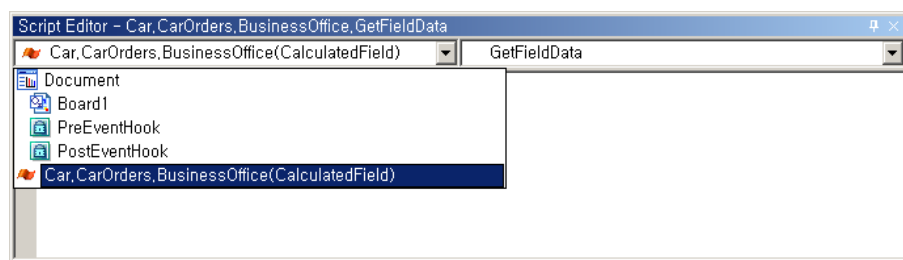 Script Editor - Car,CarOrders,BusinessOffice,GetFieldData
Car,CarOrders,BusinessOffice(CalculatedField) GetFieldData
Document
Board1
PreEventHook
PostEventHook
Car,CarOrders,BusinessOffice(CalculatedField)